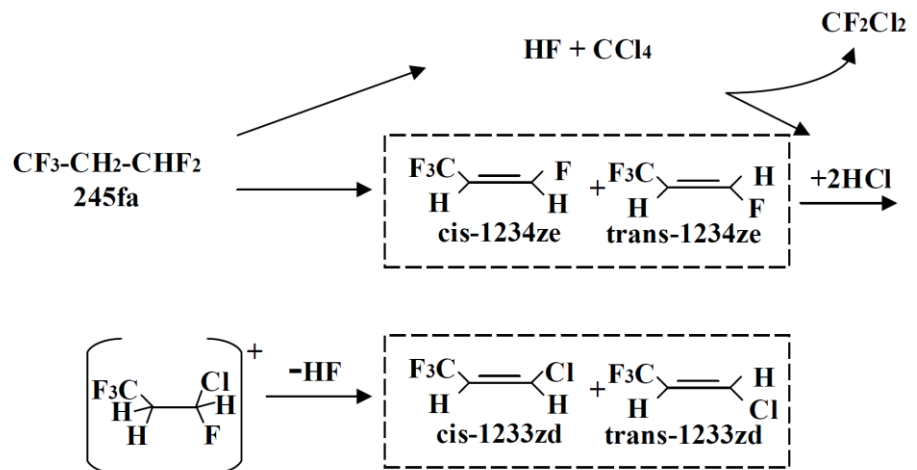 CF₂Cl₂
HF + CCl₄
CF₃-CH₂-CHF₂
245fa
F₃C F H H
cis-1234ze
+
F₃C H H F
trans-1234ze
+2HCl
F₃C H H Cl H F
+
-HF
F₃C Cl H H
cis-1233zd
+
F₃C H H Cl
trans-1233zd